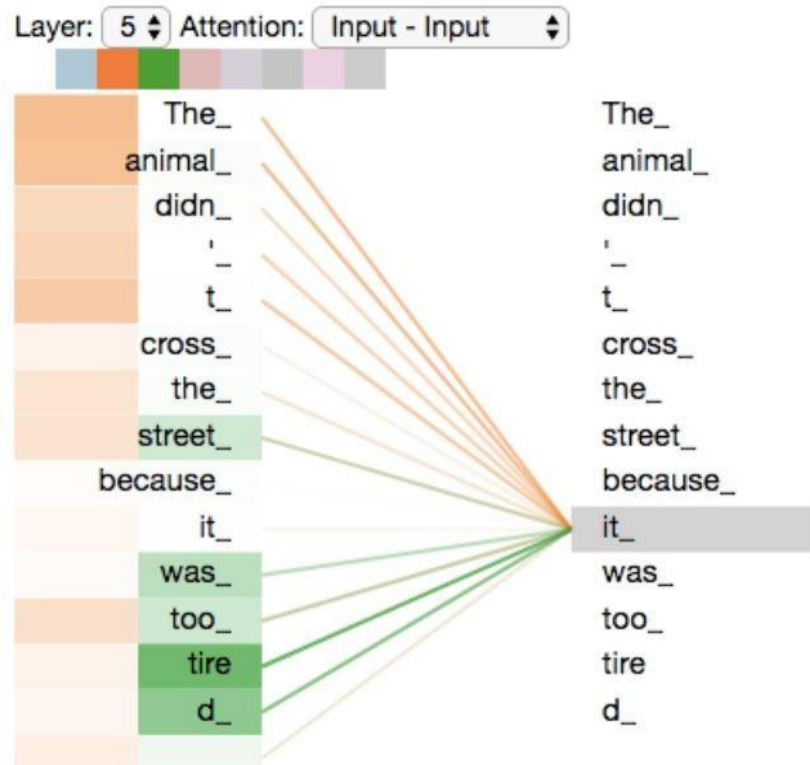 Layer: 5 Attention: Input - Input
The_ The_
animal_ animal_
didn_ didn_
'_ '_
t_ t_
cross_ cross_
the_ the_
street_ street_
because_ because_
it_ it_
was_ was_
too_ too_
tire tire
d_ d_